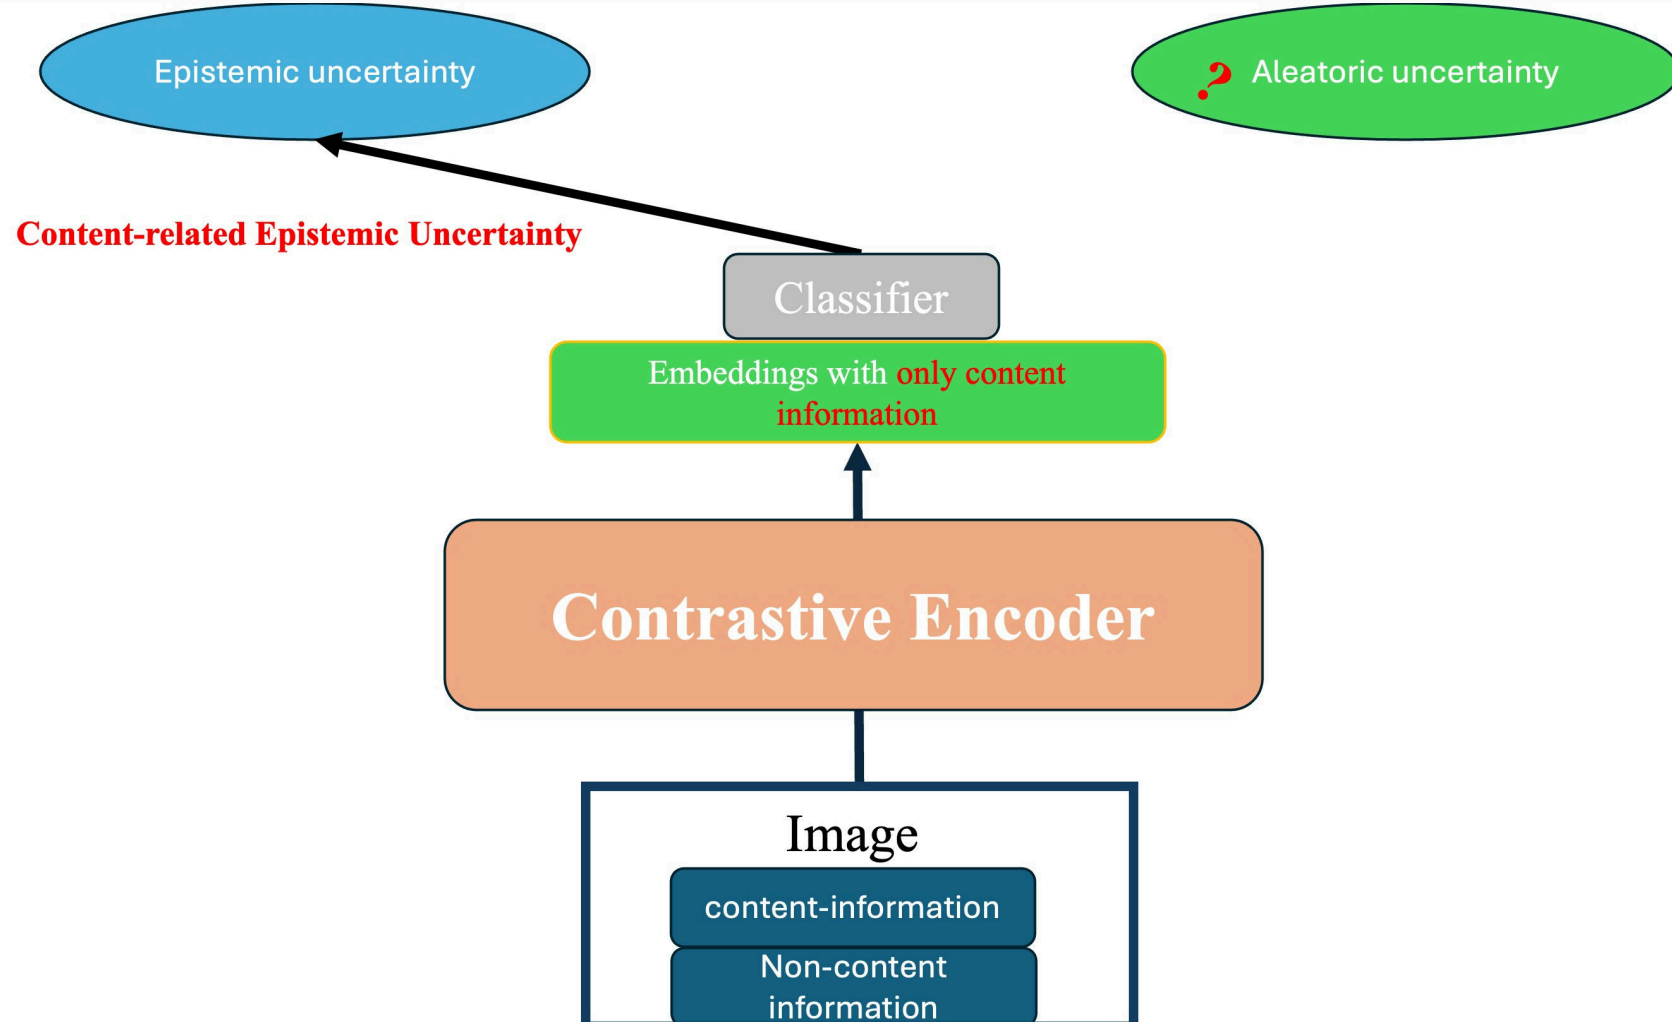 Epistemic uncertainty
? Aleatoric uncertainty
Content-related Epistemic Uncertainty
Classifier
Embeddings with only content
information
Contrastive Encoder
Image
content-information
Non-content
information